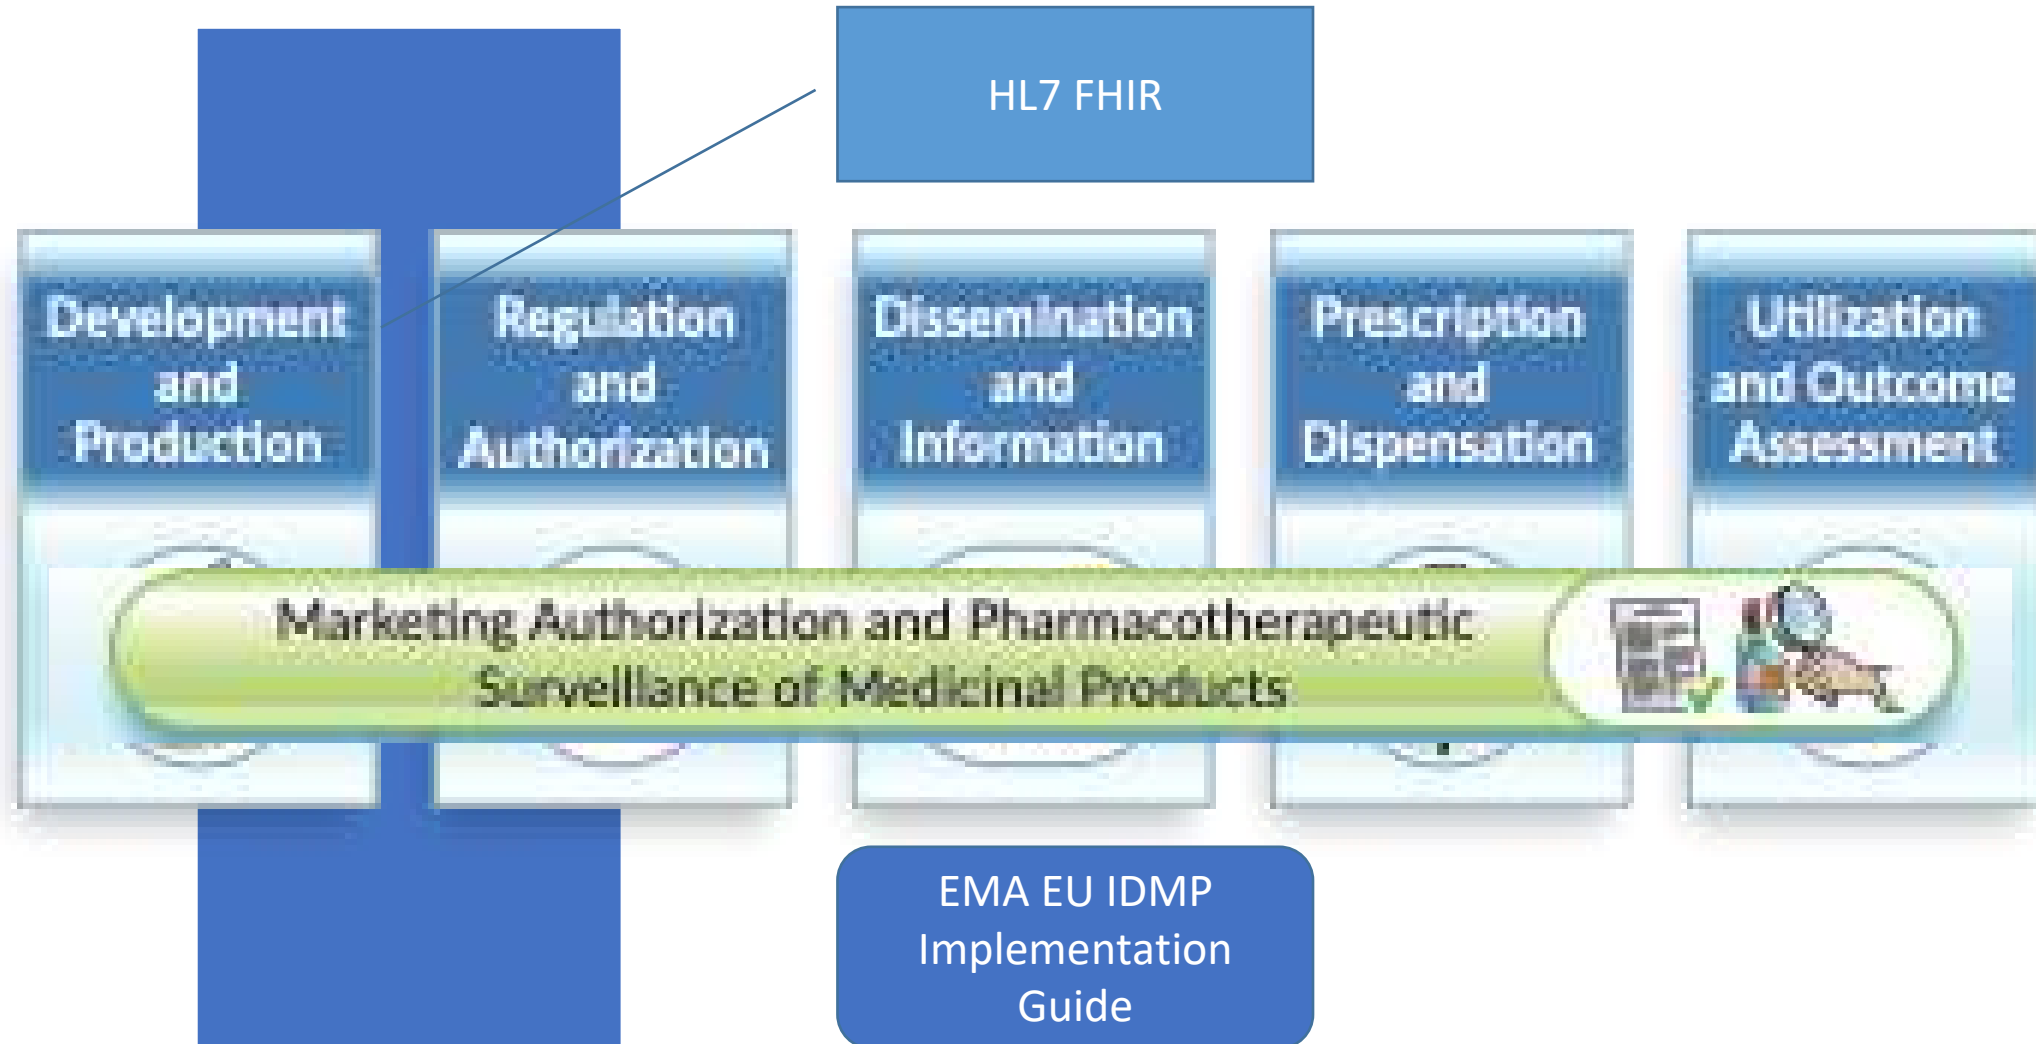 HL7 FHIR
Development
and
Production
Regulation
and
Authorization
Dissemination
and
Information
Prescription
and
Dispensation
Utilization
and Outcome
Assessment
Marketing Authorization and Pharmacotherapeutic
Surveillance of Medicinal Products
EMA EU IDMP
Implementation
Guide